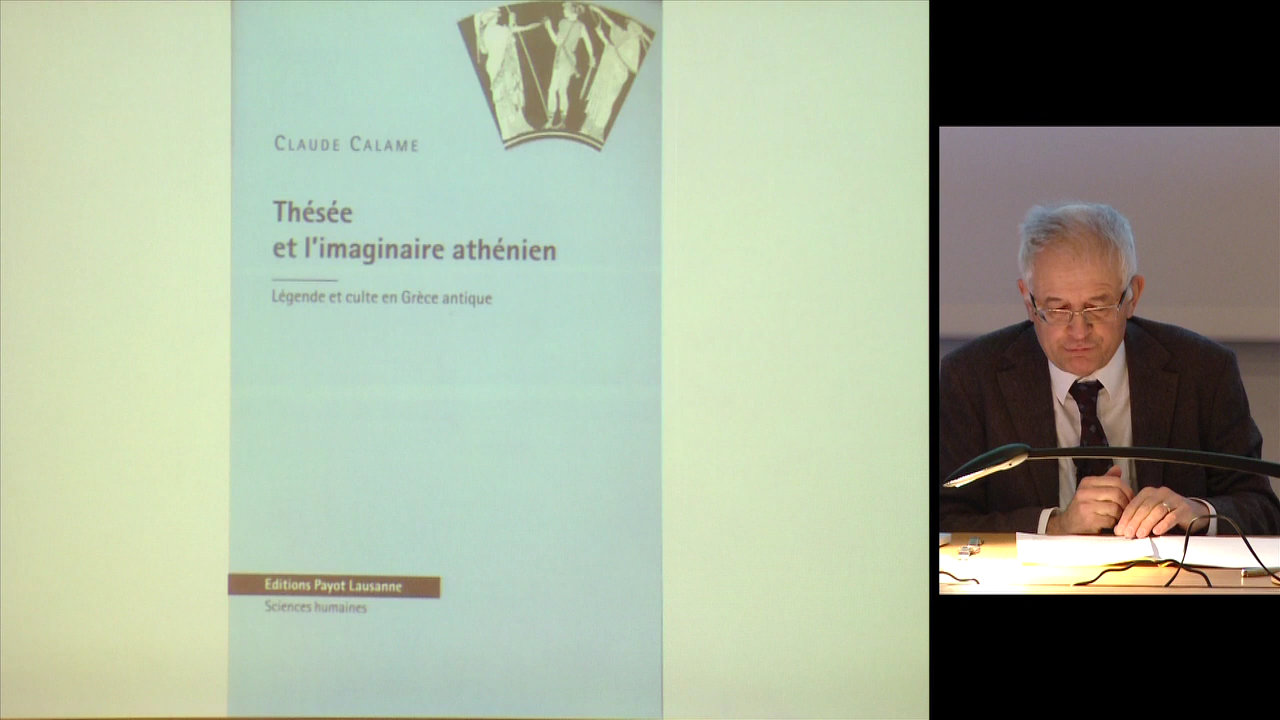 CLAUDE CALAME
Thésée
et l'imaginaire athénien
Légende et culte en Grèce antique
Editions Payot Lausanne
Sciences humaines